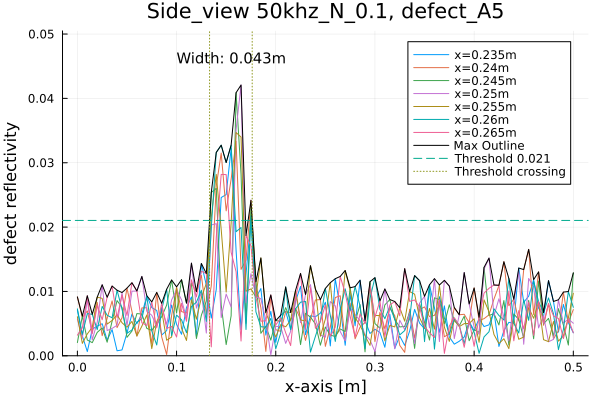 Side_view 50khz_N_0.1, defect_A5
0.05
0.04
0.03
0.02
0.01
0.00
defect reflectivity
Width: 0.043m
x=0.235m
x=0.24m
x=0.245m
x=0.25m
x=0.255m
x=0.26m
x=0.265m
Max Outline
Threshold 0.021
Threshold crossing
0.0 0.1 0.2 0.3 0.4 0.5
x-axis [m]